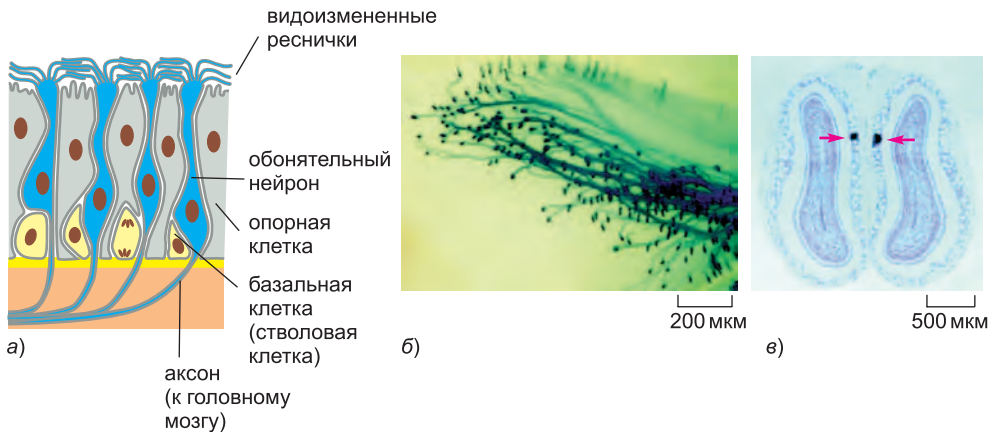 видоизмененные
реснички
обонятельный
нейрон
опорная
клетка
базальная
клетка
(стволовая
клетка)
аксон
(к головному
мозгу)
а)
200 мкм
б)
500 мкм
в)